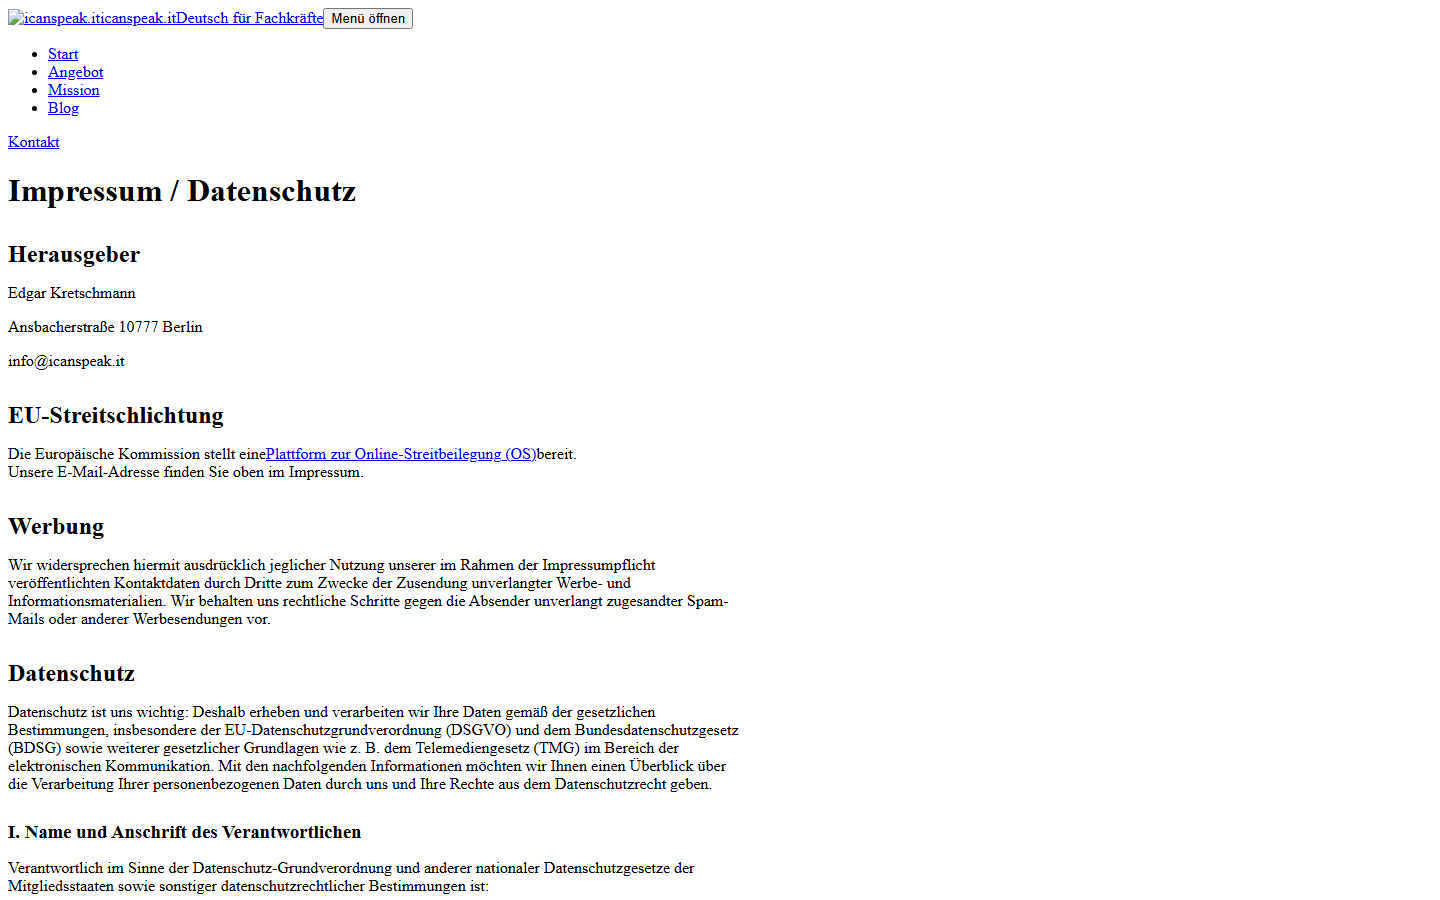 icanspeak.iticanspeak.itDeutsch für FachkräfteMenü öffnen
Start
Angebot
Mission
Blog
Kontakt
Impressum / Datenschutz
Herausgeber
Edgar Kretschmann
Ansbacherstraße 10777 Berlin
info@icanspeak.it
EU-Streitschlichtung
Die Europäische Kommission stellt einePlattform zur Online-Streitbeilegung (OS)bereit.
Unsere E-Mail-Adresse finden Sie oben im Impressum.
Werbung
Wir widersprechen hiermit ausdrücklich jeglicher Nutzung unserer im Rahmen der Impressumpflicht
veröffentlichten Kontaktdaten durch Dritte zum Zwecke der Zusendung unverlangter Werbe- und
Informationsmaterialien. Wir behalten uns rechtliche Schritte gegen die Absender unverlangt zugesandter Spam-
Mails oder anderer Werbesendungen vor.
Datenschutz
Datenschutz ist uns wichtig: Deshalb erheben und verarbeiten wir Ihre Daten gemäß der gesetzlichen
Bestimmungen, insbesondere der EU-Datenschutzgrundverordnung (DSGVO) und dem Bundesdatenschutzgesetz
(BDSG) sowie weiterer gesetzlicher Grundlagen wie z. B. dem Telemediengesetz (TMG) im Bereich der
elektronischen Kommunikation. Mit den nachfolgenden Informationen möchten wir Ihnen einen Überblick über
die Verarbeitung Ihrer personenbezogenen Daten durch uns und Ihre Rechte aus dem Datenschutzrecht geben.
I. Name und Anschrift des Verantwortlichen
Verantwortlich im Sinne der Datenschutz-Grundverordnung und anderer nationaler Datenschutzgesetze der
Mitgliedsstaaten sowie sonstiger datenschutzrechtlicher Bestimmungen ist: